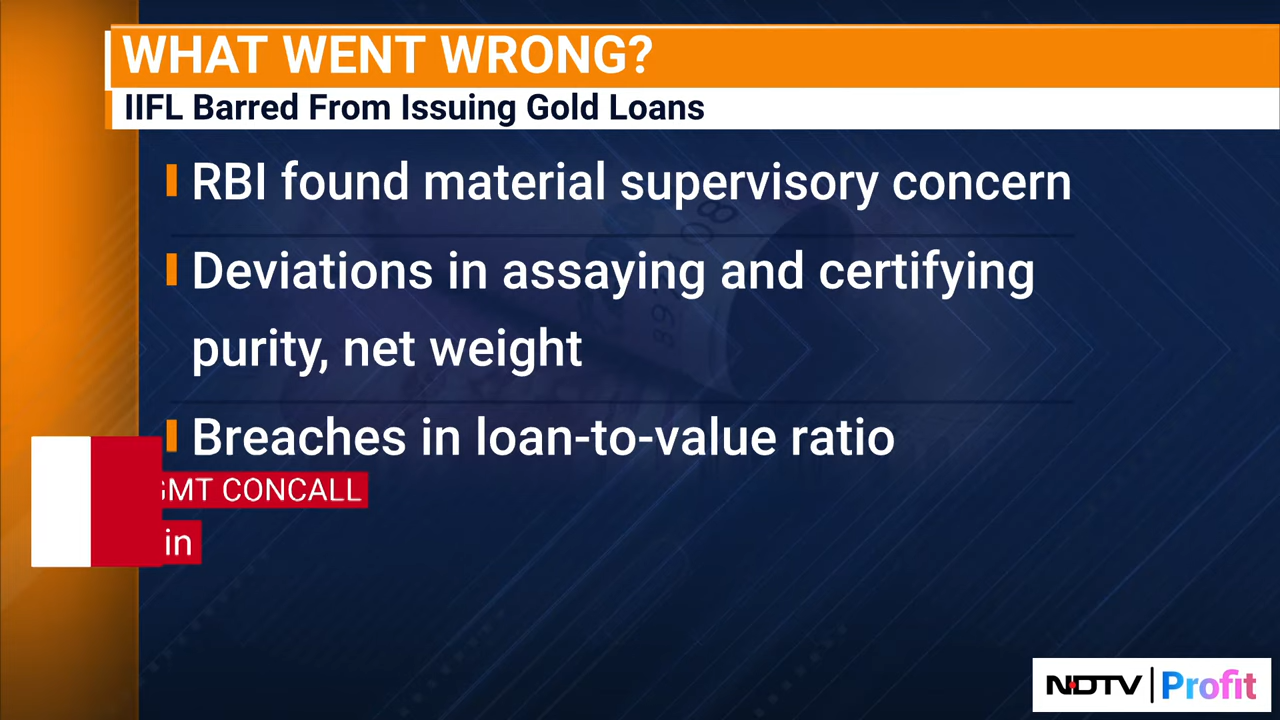 WHAT WENT WRONG?
IIFL Barred From Issuing Gold Loans
RBI found material supervisory concern
Deviations in assaying and certifying
purity, net weight
Breaches in loan-to-value ratio
CONCALL
in
NDTV Profit